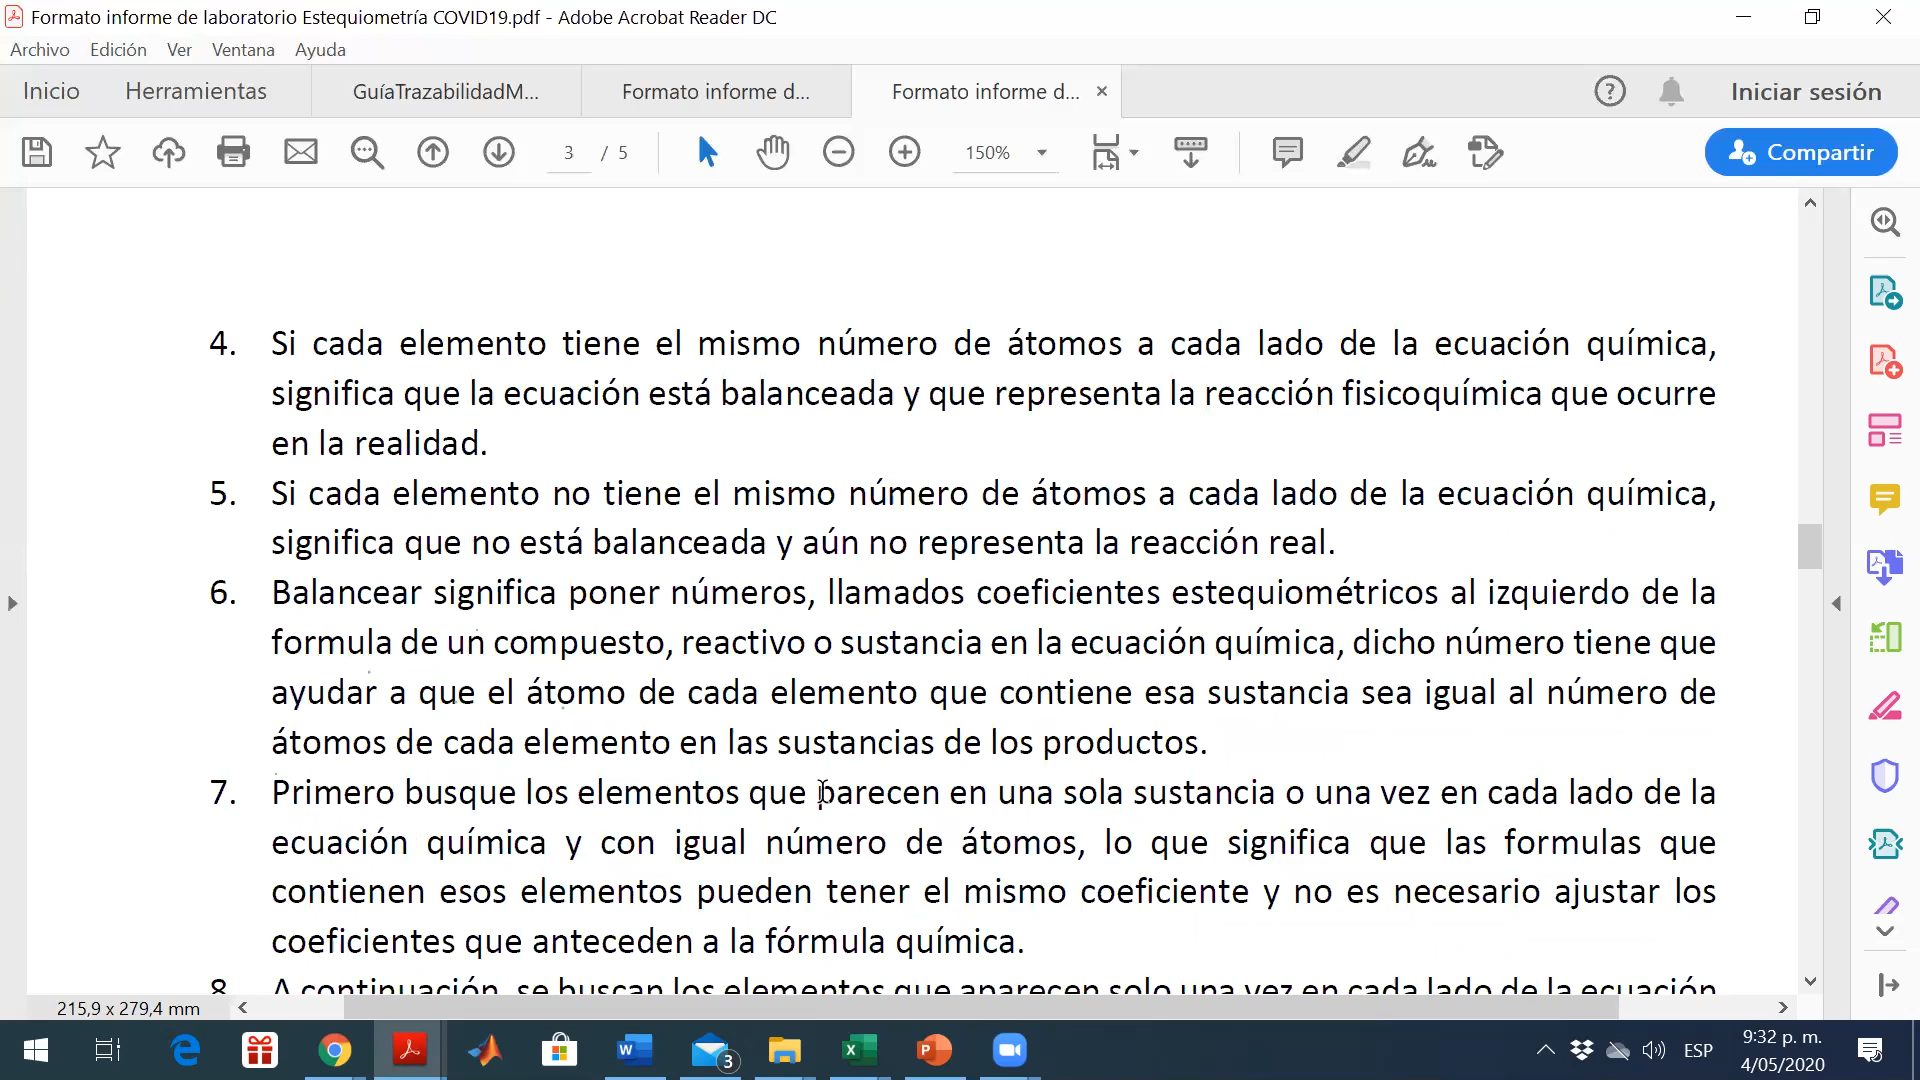 Formato informe de laboratorio Estequiometría COVID19.pdf - Adobe Acrobat Reader DC
Archivo Edición Ver Ventana Ayuda
Inicio Herramientas GuíaTrazabilidadM... Formato informe d... Formato informe d... Iniciar sesión
3 / 5 150% Compartir
4. Si cada elemento tiene el mismo número de átomos a cada lado de la ecuación química,
significa que la ecuación está balanceada y que representa la reacción fisicoquímica que ocurre
en la realidad.
5. Si cada elemento no tiene el mismo número de átomos a cada lado de la ecuación química,
significa que no está balanceada y aún no representa la reacción real.
6. Balancear significa poner números, llamados coeficientes estequiométricos al izquierdo de la
formula de un compuesto, reactivo o sustancia en la ecuación química, dicho número tiene que
ayudar a que el átomo de cada elemento que contiene esa sustancia sea igual al número de
átomos de cada elemento en las sustancias de los productos.
7. Primero busque los elementos que parecen en una sola sustancia o una vez en cada lado de la
ecuación química y con igual número de átomos, lo que significa que las formulas que
contienen esos elementos pueden tener el mismo coeficiente y no es necesario ajustar los
coeficientes que anteceden a la fórmula química.
8. A continuación, se buscan los elementos que aparecen solo una vez en cada lado de la ecuación
215,9 x 279,4 mm
3 ESP 9:32 p. m.
4/05/2020